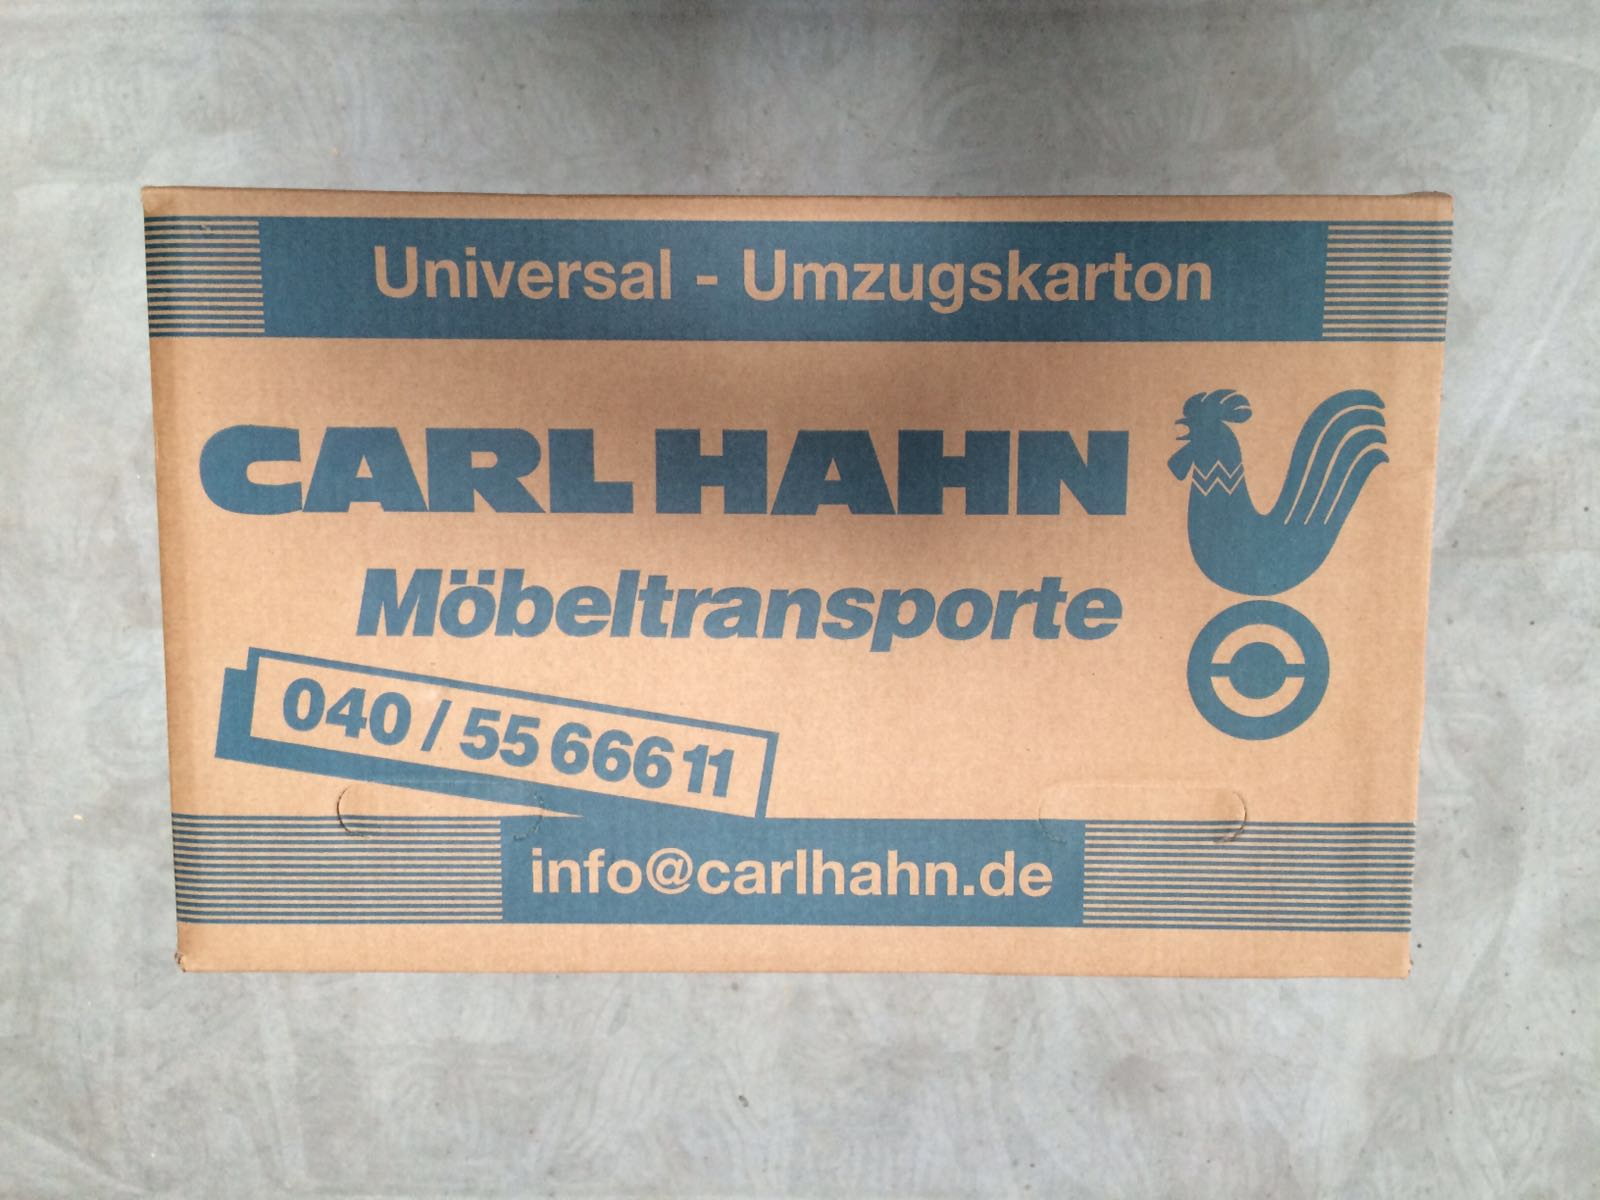 Universal - Umzugskarton
CARL HAHN
Möbeltransporte
040 / 55 666 11
info@carlhahn.de